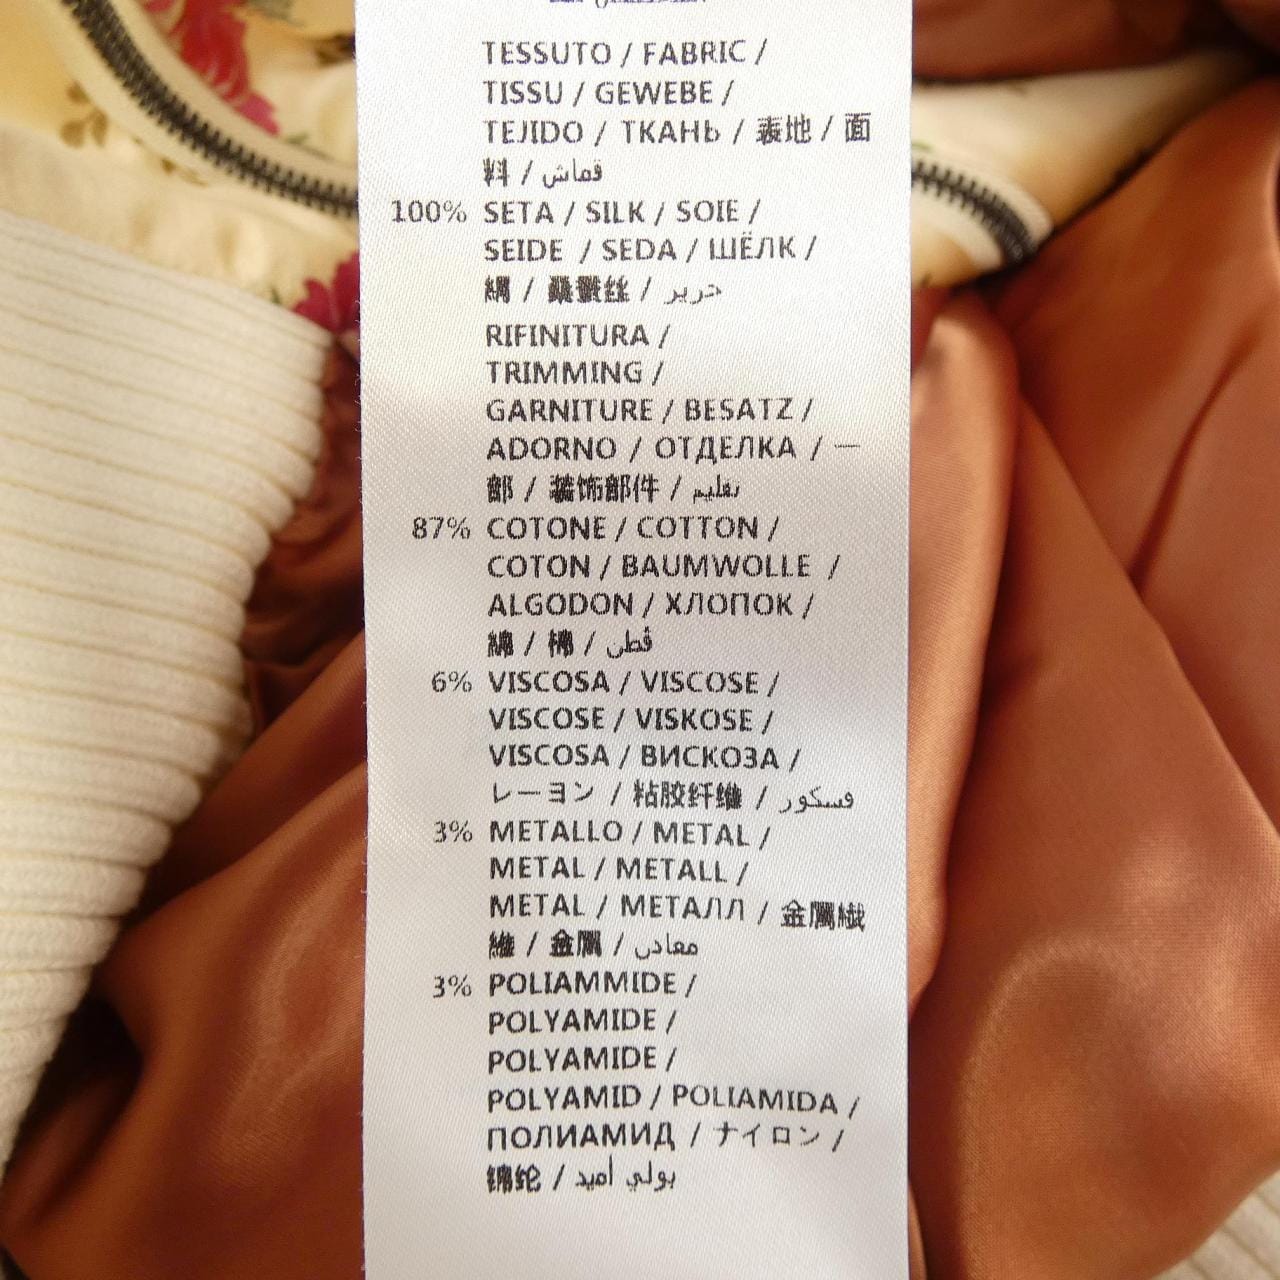 TESSUTO / FABRIC /
TISSU / GEWEBE /
TEJIDO / ТКАНЬ / 表地 / 面
料 / قماش
100% SETA / SILK / SOIE /
SEIDE / SEDA / ШЁЛК /
絹 / 桑蚕丝 / حرير
RIFINITURA /
TRIMMING /
GARNITURE / BESATZ /
ADORNO / ОТДЕЛКА / 一
部 / 装饰部件 / تقليم
87% COTONE / COTTON /
COTON / BAUMWOLLE /
ALGODON / ХЛОПОК /
綿 / 棉 / قطن
6% VISCOSA / VISCOSE /
VISCOSE / VISKOSE /
VISCOSA / ВИСКОЗА /
レーヨン / 粘胶纤维 / فسكور
3% METALLO / METAL /
METAL / METALL /
METAL / МЕТАЛЛ / 金属繊
維 / 金属 / معادن
3% POLIAMMIDE /
POLYAMIDE /
POLYAMIDE /
POLYAMID / POLIAMIDA /
ПОЛИАМИД / ナイロン /
锦纶 / بولي أميد